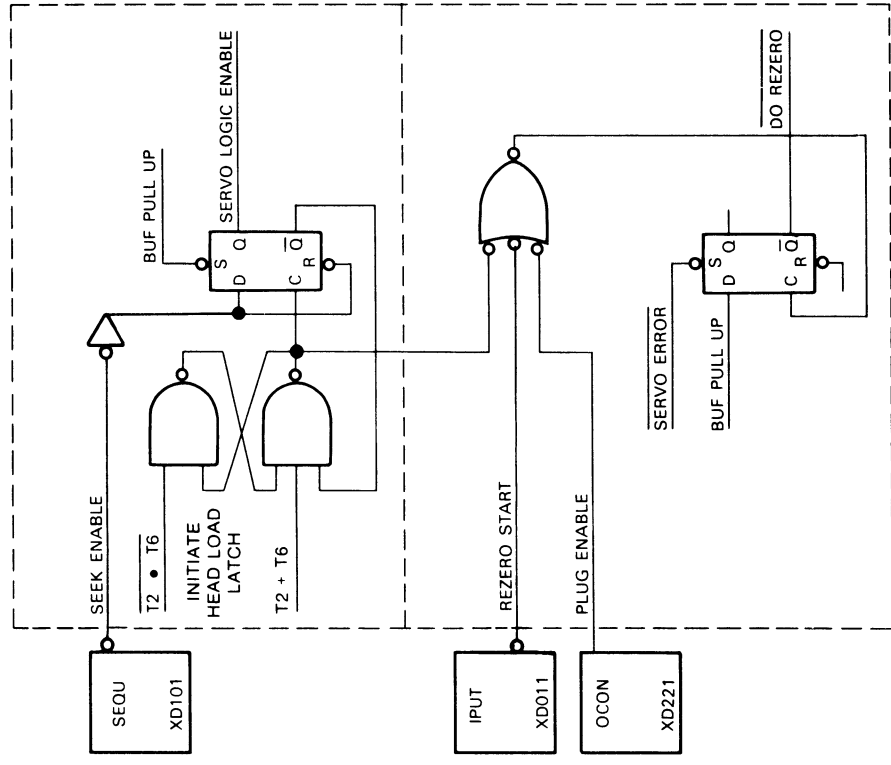 SEQU
XD101
SEEK ENABLE
T2 • T6
INITIATE
HEAD LOAD
LATCH
T2 + T6
BUF PULL UP
S
D Q
SERVO LOGIC ENABLE
C Q
R
IPUT
XD011
REZERO START
OCON
XD221
PLUG ENABLE
SERVO ERROR
BUF PULL UP
S
D Q
C Q
R
DO REZERO